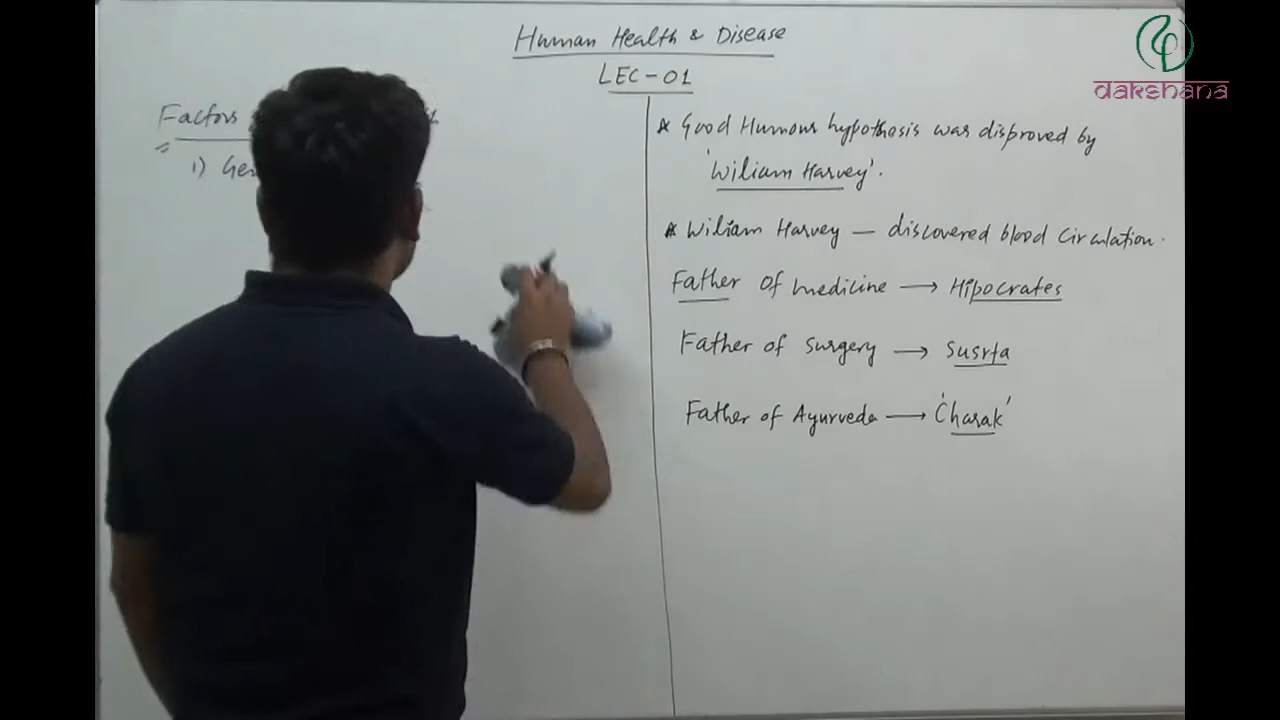 Human Health & Disease
LEC-01
dakshana
Factors
1)
* Good Humous hypothesis was disproved by
'Wiliam Harvey'.
* Wiliam Harvey — discovered blood circulation.
Father of medicine → Hipocrates
Father of surgery → Susrta
Father of Ayurveda → 'Charak'